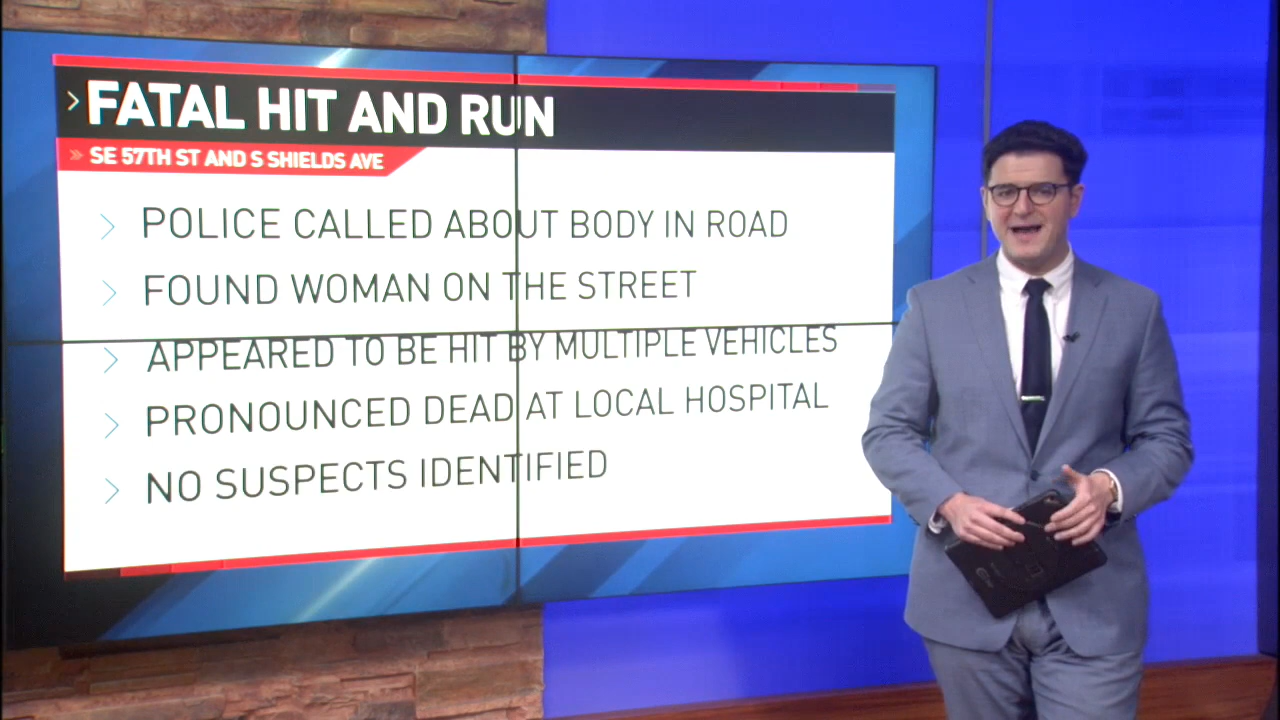 FATAL HIT AND RUN
SE 57TH ST AND S SHIELDS AVE
POLICE CALLED ABOUT BODY IN ROAD
FOUND WOMAN ON THE STREET
APPEARED TO BE HIT BY MULTIPLE VEHICLES
PRONOUNCED DEAD AT LOCAL HOSPITAL
NO SUSPECTS IDENTIFIED